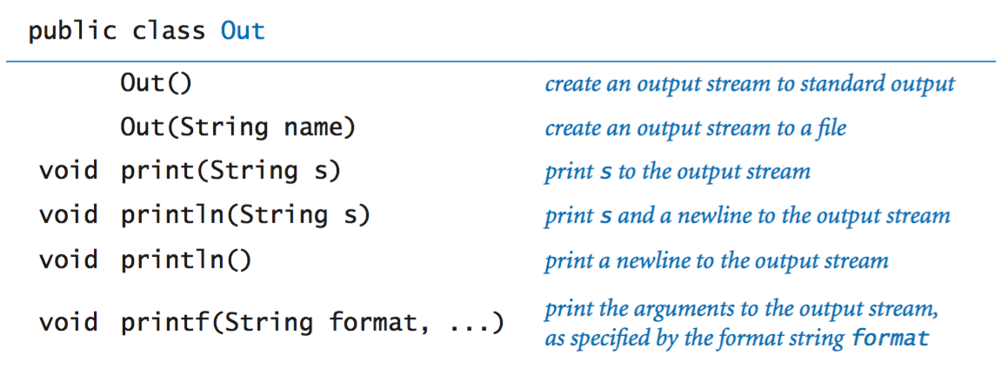 public class Out
Out() create an output stream to standard output
Out(String name) create an output stream to a file
void print(String s) print s to the output stream
void println(String s) print s and a newline to the output stream
void println() print a newline to the output stream
void printf(String format, ...) print the arguments to the output stream,
as specified by the format string format